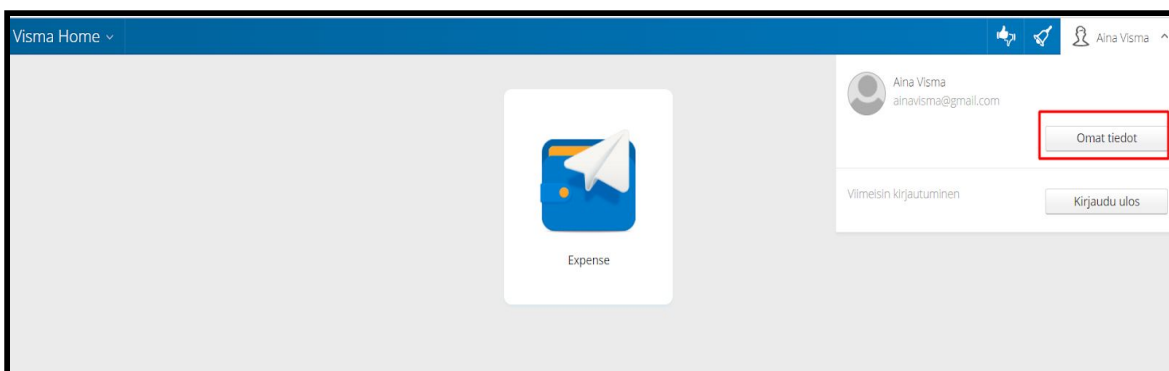 Visma Home
Aina Visma
Aina Visma
ainavisma@gmail.com
Omat tiedot
Viimeisin kirjautuminen
Kirjaudu ulos
Expense